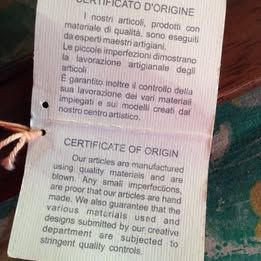 CERTIFICATO D'ORIGINE
I nostri articoli, prodotti con
materiale di qualità, sono eseguiti
da esperti maestri artigiani.
Le piccole imperfezioni dimostrano
la lavorazione artigianale degli
articoli
È garantito inoltre il controllo della
sua lavorazione dei vari materiali
impiegati e sui modelli creati dal
nostro centro artistico.
CERTIFICATE OF ORIGIN
Our articles are manufactured
using quality materials and are
blown. Any small imperfections,
are proor that our articles are hand
made. We also guarantee that the
various materials used and
designs submitted by our creative
department are subjected to
stringent quality controls.